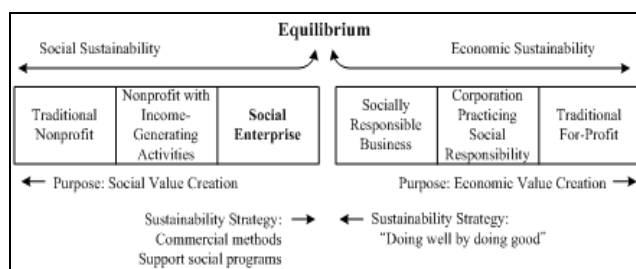 Equilibrium
Social Sustainability
Economic Sustainability
Traditional
Nonprofit
Nonprofit with
Income-
Generating
Activities
Social
Enterprise
Socially
Responsible
Business
Corporation
Practicing
Social
Responsibility
Traditional
For-Profit
Purpose: Social Value Creation
Purpose: Economic Value Creation
Sustainability Strategy:
Commercial methods
Support social programs
Sustainability Strategy:
"Doing well by doing good"